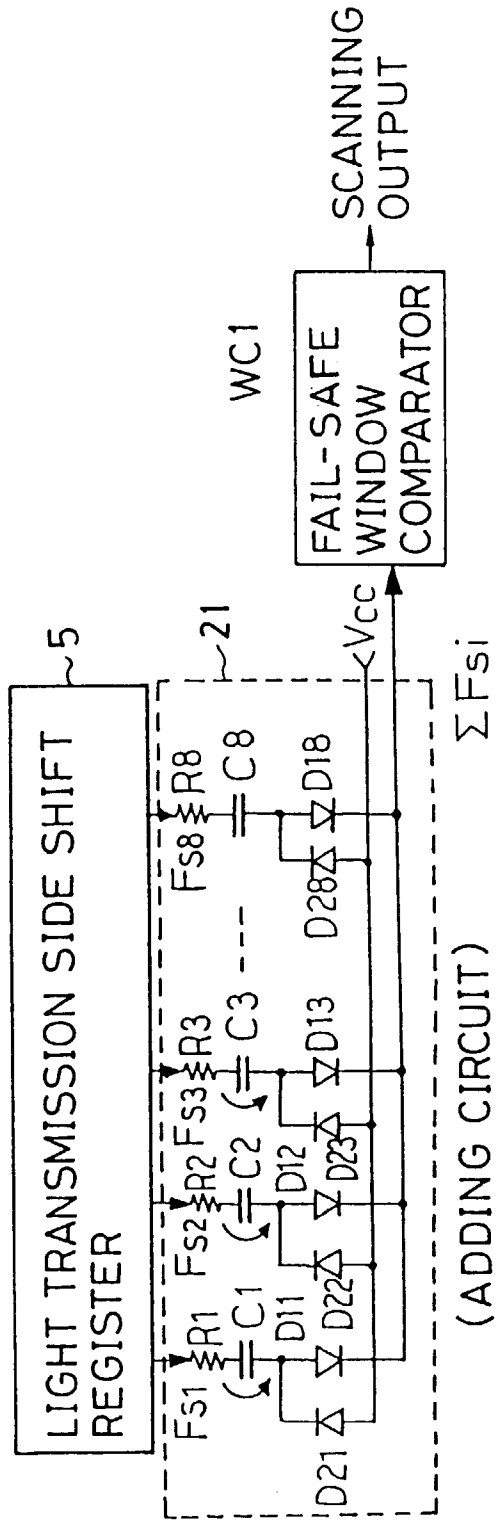 LIGHT TRANSMISSION SIDE SHIFT
REGISTER
5
21
Fs1
R1
C1
D11
D21
Fs2
R2
C2
D12
D22
Fs3
R3
C3
D13
D23
Fs8
R8
C8
D18
D28
Vcc
ΣFsi
(ADDING CIRCUIT)
WC1
FAIL-SAFE
WINDOW
COMPARATOR
SCANNING
OUTPUT